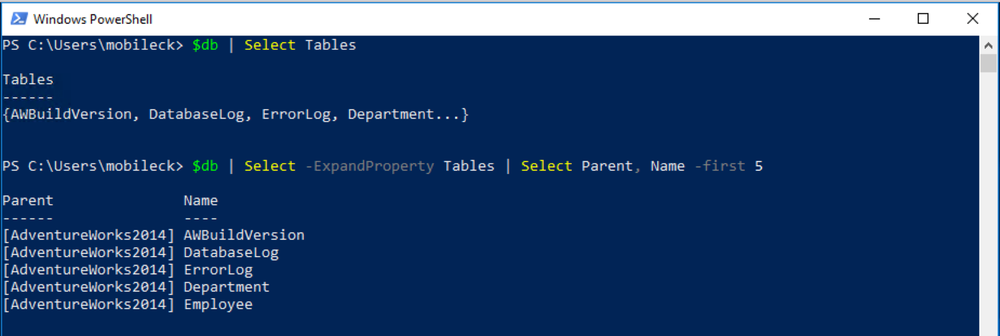 Windows PowerShell
PS C:\Users\mobileck> $db | Select Tables
Tables
------
{AWBuildVersion, DatabaseLog, ErrorLog, Department...}
PS C:\Users\mobileck> $db | Select -ExpandProperty Tables | Select Parent, Name -first 5
Parent Name
------ ----
[AdventureWorks2014] AWBuildVersion
[AdventureWorks2014] DatabaseLog
[AdventureWorks2014] ErrorLog
[AdventureWorks2014] Department
[AdventureWorks2014] Employee